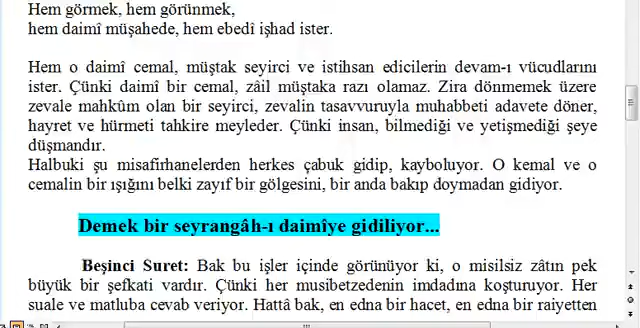 Hem görmek, hem görünmek,
hem daimî müşahede, hem ebedî işhad ister.
Hem o daimî cemal, müştak seyirci ve istihsan edicilerin devam-ı vücudlarını
ister. Çünki daimî bir cemal, zâil müştaka razı olamaz. Zira dönmemek üzere
zevale mahkûm olan bir seyirci, zevalin tasavvuruyla muhabbeti adavete döner,
hayret ve hürmeti tahkire meyleder. Çünki insan, bilmediği ve yetişmediği şeye
düşmandır.
Halbuki şu misafirhanelerden herkes çabuk gidip, kayboluyor. O kemal ve o
cemalin bir ışığını belki zayıf bir gölgesini, bir anda bakıp doymadan gidiyor.
Demek bir seyrangâh-ı daimîye gidiliyor...
Beşinci Suret: Bak bu işler içinde görünüyor ki, o misilsiz zâtın pek
büyük bir şefkati vardır. Çünki her musibetzedenin imdadına koşturuyor. Her
suale ve matluba cevab veriyor. Hattâ bak, en edna bir hacet, en edna bir raiyetten